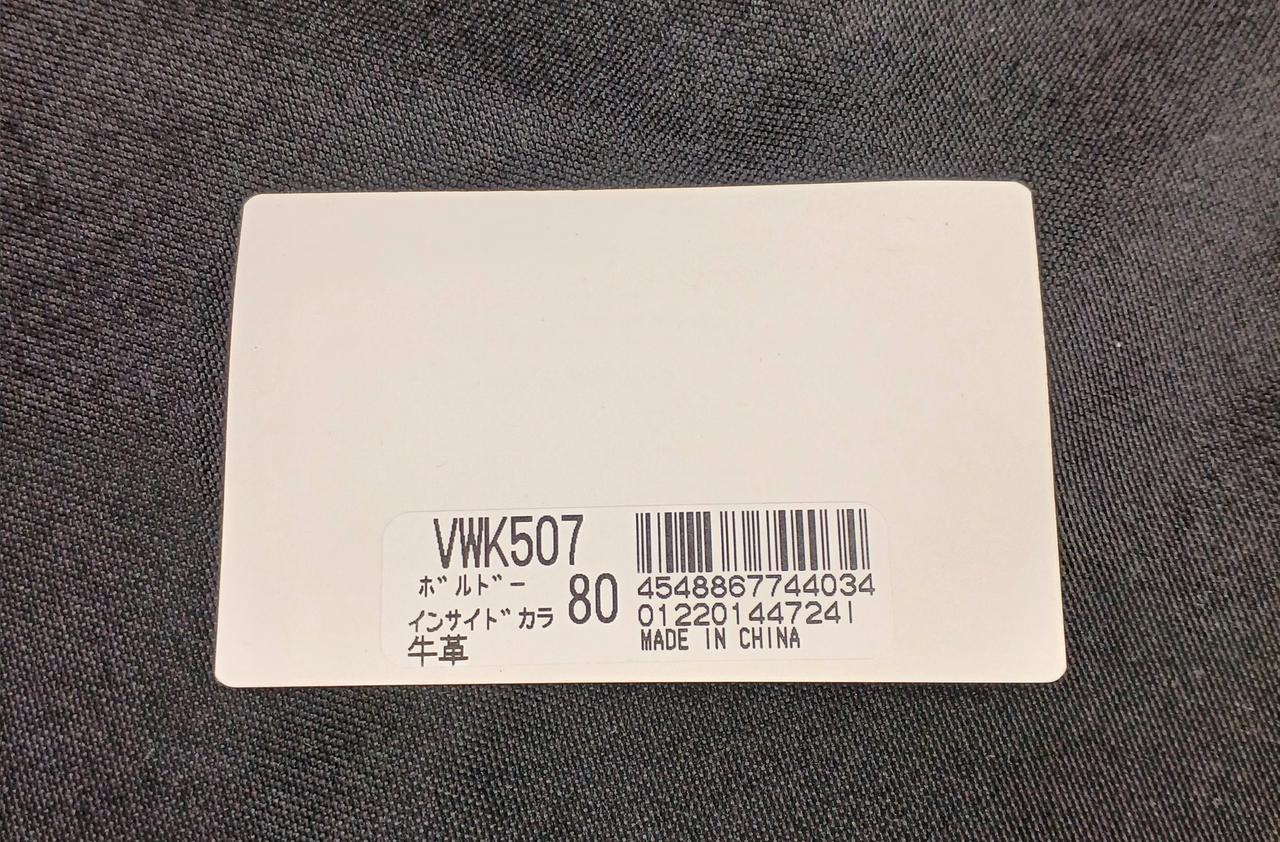 VWK507
ﾎﾞﾙﾄﾞｰ
ｲﾝｻｲﾄﾞｶﾗ 80
牛革
4548867744034
012201447241
MADE IN CHINA